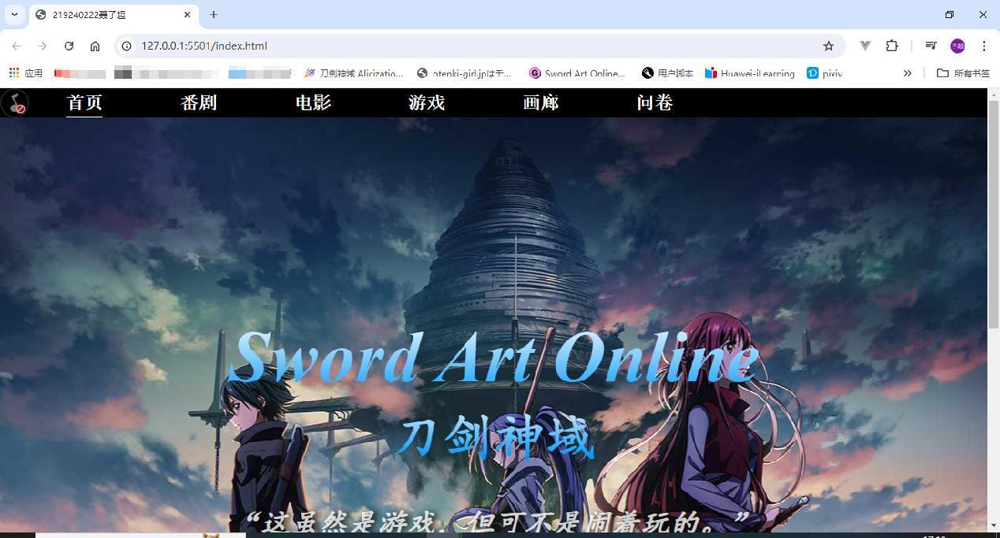 219240222聂了超
127.0.0.1:5501/index.html
应用 刀剑神域 Alicizatio... otenki-girl.jpは干... Sword Art Online... 用户脚本 Huawei-iLearning pixiv 所有书签
首页 番剧 电影 游戏 画廊 问卷
Sword Art Online
刀剑神域
“这虽然是游戏，但可不是闹着玩的。”